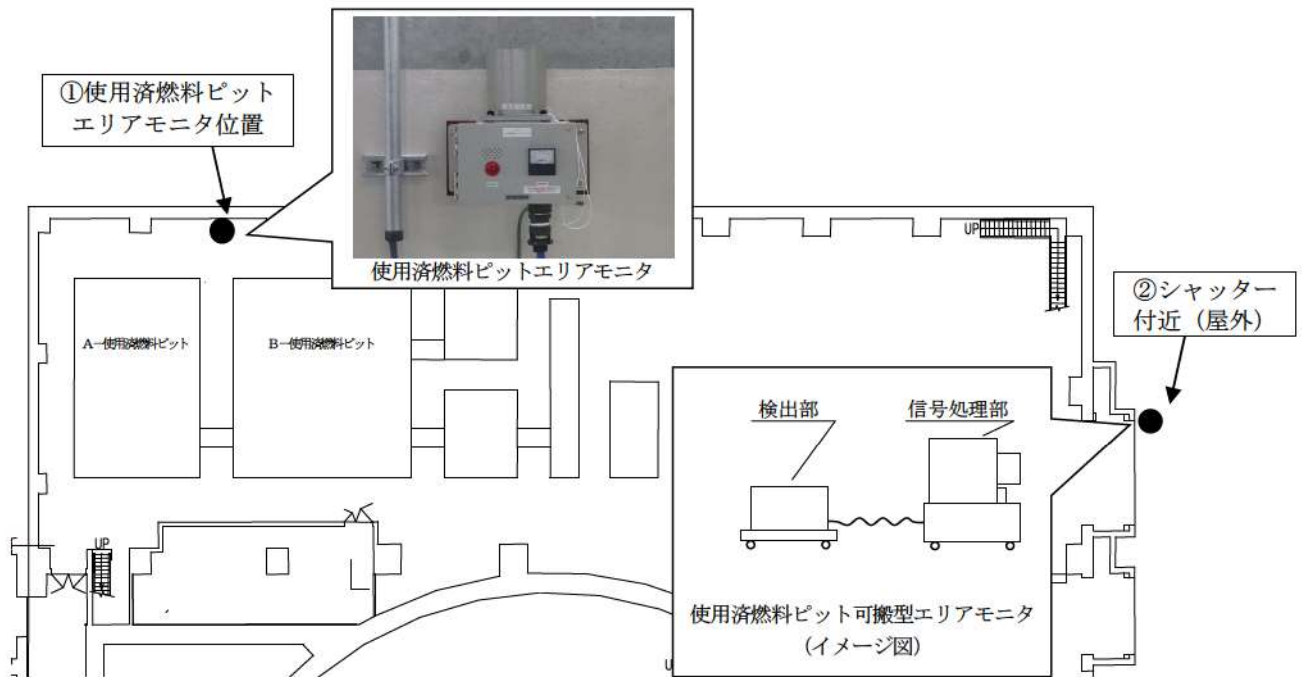 ①使用済燃料ピット
エリアモニタ位置
使用済燃料ピットエリアモニタ
UP
②シャッター
付近（屋外）
A－使用済燃料ピット
B－使用済燃料ピット
検出部
信号処理部
UP
使用済燃料ピット可搬型エリアモニタ
（イメージ図）